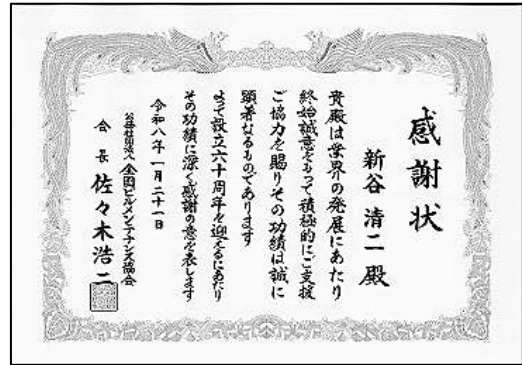 感謝状
新谷 清二 殿
貴殿は業界の発展にあたり
終始誠意をもって積極的にご支援
ご協力を賜りその功績は誠に
顕著なるものであります
よって設立六十周年を迎えるにあたり
その功績に深く感謝の意を表します
令和八年一月二十一日
公益社団法人 全国ビルメンテナンス協会
会長 佐々木浩二